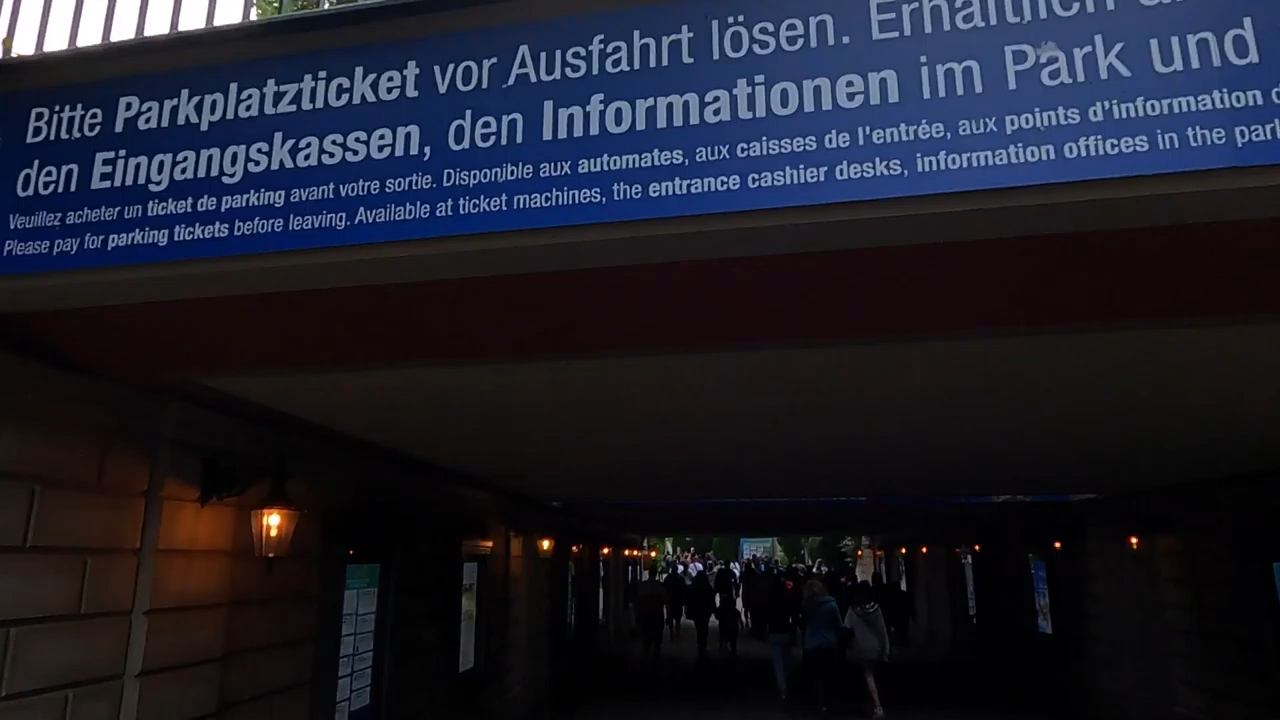 Bitte Parkplatzticket vor Ausfahrt lösen. Erhältlich
den Eingangskassen, den Informationen im Park und
Veuillez acheter un ticket de parking avant votre sortie. Disponible aux automates, aux caisses de l'entrée, aux points d'information
Please pay for parking tickets before leaving. Available at ticket machines, the entrance cashier desks, information offices in the park